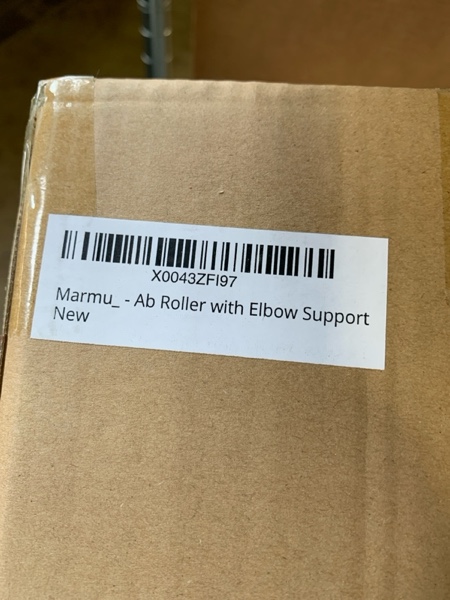 X0043ZFI97
Marmu_ - Ab Roller with Elbow Support
New